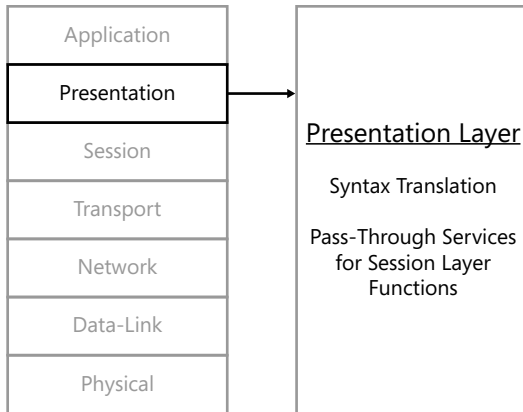 Application
Presentation
Session
Transport
Network
Data-Link
Physical
Presentation Layer
Syntax Translation
Pass-Through Services
for Session Layer
Functions